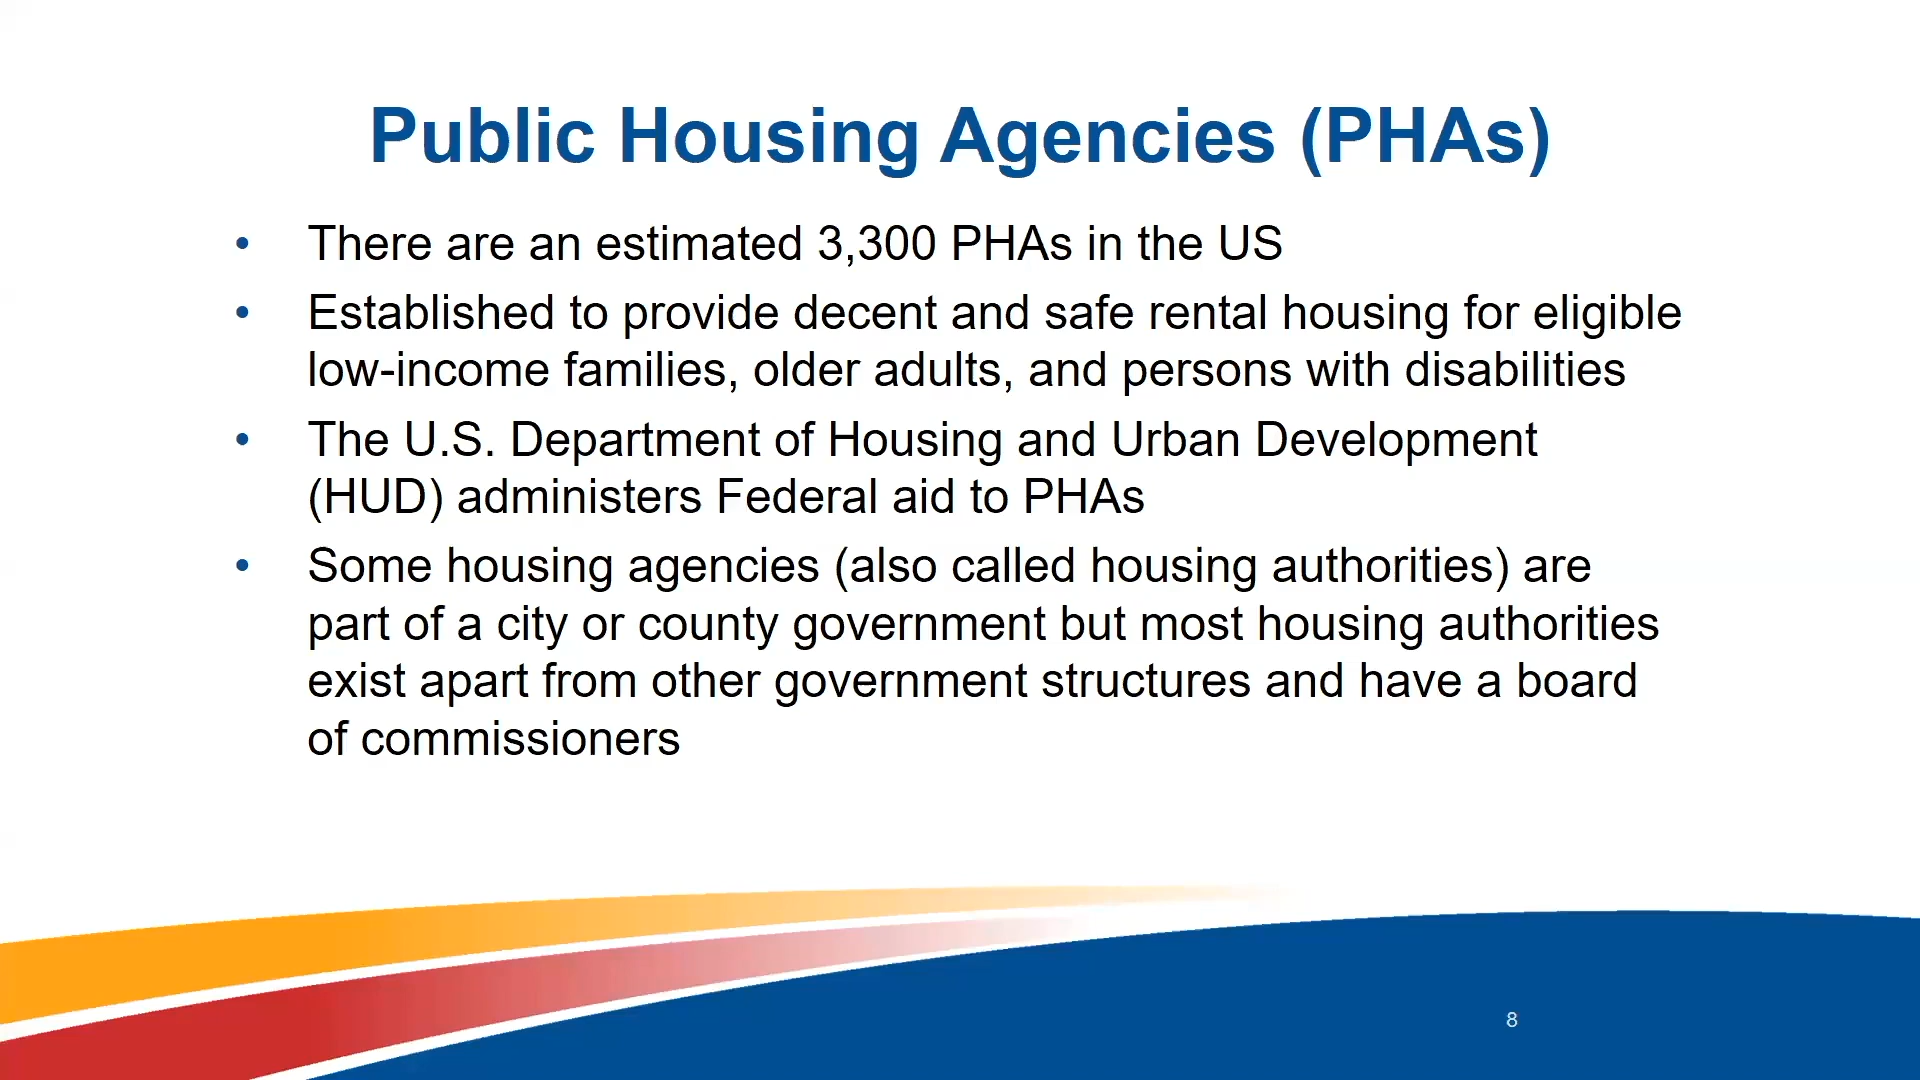 Public Housing Agencies (PHAs)
• There are an estimated 3,300 PHAs in the US
• Established to provide decent and safe rental housing for eligible
low-income families, older adults, and persons with disabilities
• The U.S. Department of Housing and Urban Development
(HUD) administers Federal aid to PHAs
• Some housing agencies (also called housing authorities) are
part of a city or county government but most housing authorities
exist apart from other government structures and have a board
of commissioners
8